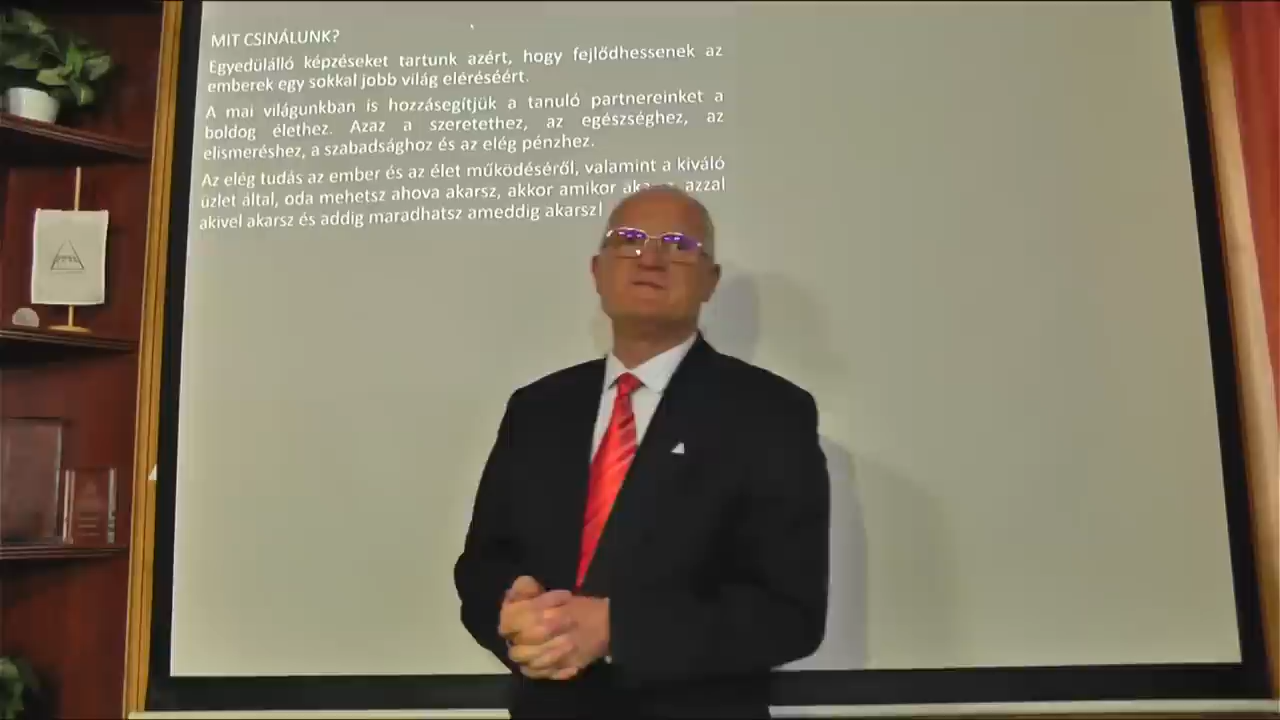 MIT CSINÁLUNK?
Egyedülálló képzéseket tartunk azért, hogy fejlődhessenek az
emberek egy sokkal jobb világ eléréséért.
A mai világunkban is hozzásegítjük a tanuló partnereinket a
boldog élethez. Azaz a szeretethez, az egészséghez, az
elismeréshez, a szabadsághoz és az elég pénzhez.
Az elég tudás az ember és az élet működéséről, valamint a kiváló
üzlet által, oda mehetsz ahova akarsz, akkor amikor azzal
akivel akarsz és addig maradhatsz ameddig akarsz!